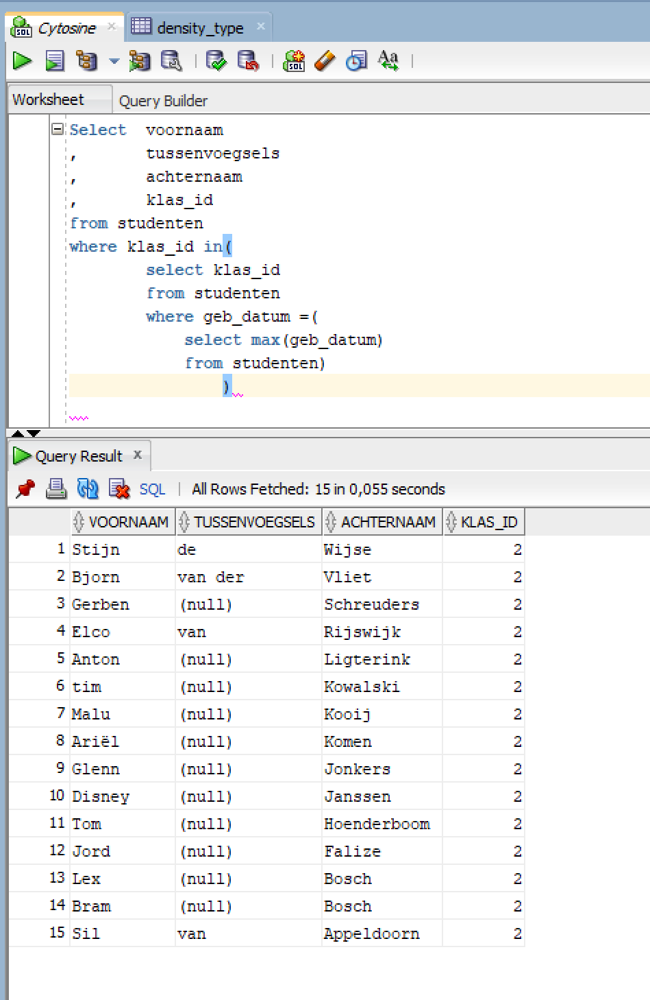 SQL Cytosine × density_type ×
SQL Aa
Worksheet Query Builder
Select voornaam
, tussenvoegsels
, achternaam
, klas_id
from studenten
where klas_id in(
select klas_id
from studenten
where geb_datum =(
select max(geb_datum)
from studenten)
)
Query Result x
SQL | All Rows Fetched: 15 in 0,055 seconds
VOORNAAM TUSSENVOEGSELS ACHTERNAAM KLAS_ID
1 Stijn de Wijse 2
2 Bjorn van der Vliet 2
3 Gerben (null) Schreuders 2
4 Elco van Rijswijk 2
5 Anton (null) Ligterink 2
6 tim (null) Kowalski 2
7 Malu (null) Kooij 2
8 Ariël (null) Komen 2
9 Glenn (null) Jonkers 2
10 Disney (null) Janssen 2
11 Tom (null) Hoenderboom 2
12 Jord (null) Falize 2
13 Lex (null) Bosch 2
14 Bram (null) Bosch 2
15 Sil van Appeldoorn 2